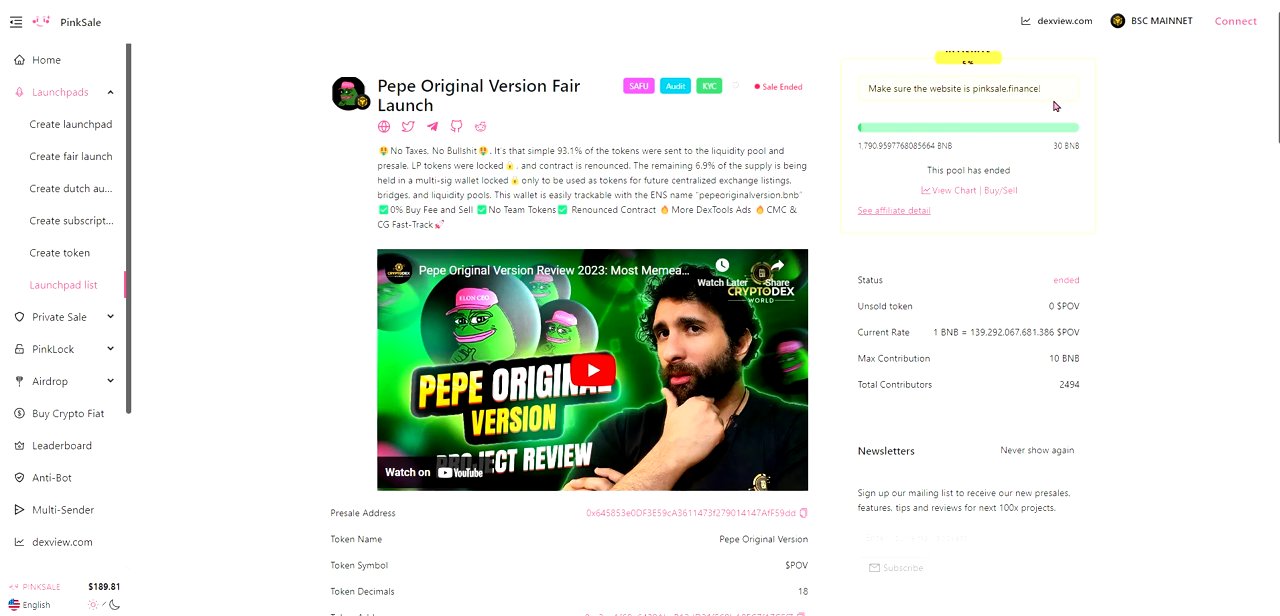 PinkSale
dexview.com
BSC MAINNET
Connect
Home
Launchpads
Create launchpad
Create fair launch
Create dutch au...
Create subscript...
Create token
Launchpad list
Private Sale
PinkLock
Airdrop
Buy Crypto Fiat
Leaderboard
Anti-Bot
Multi-Sender
dexview.com
PINKSALE $189.81
English
Pepe Original Version Fair
Launch
SAFU Audit KYC Sale Ended
🤑No Taxes, No Bullshit🤑. It's that simple 93.1% of the tokens were sent to the liquidity pool and
presale. LP tokens were locked🔒, and contract is renounced. The remaining 6.9% of the supply is being
held in a multi-sig wallet locked🔒only to be used as tokens for future centralized exchange listings,
bridges, and liquidity pools. This wallet is easily trackable with the ENS name "pepeoriginalversion.bnb"
✅0% Buy Fee and Sell ✅No Team Tokens✅ Renounced Contract 🔥More DexTools Ads 🔥CMC &
CG Fast-Track🚀
Pepe Original Version Review 2023: Most Memea...
Watch Later
Share
CRYPTODEX
WORLD
ELON CEO
PEPE ORIGINAL
VERSION
PROJECT REVIEW
Watch on YouTube
Presale Address 0x645853e0DF3E59cA3611473f279014147AfF59dd
Token Name Pepe Original Version
Token Symbol $POV
Token Decimals 18
5%
Make sure the website is pinksale.finance!
1,790.9597768085664 BNB 30 BNB
This pool has ended
View Chart | Buy/Sell
See affiliate detail
Status ended
Unsold token 0 $POV
Current Rate 1 BNB = 139.292.067.681.386 $POV
Max Contribution 10 BNB
Total Contributors 2494
Newsletters Never show again
Sign up our mailing list to receive our new presales,
features, tips and reviews for next 100x projects.
Subscribe